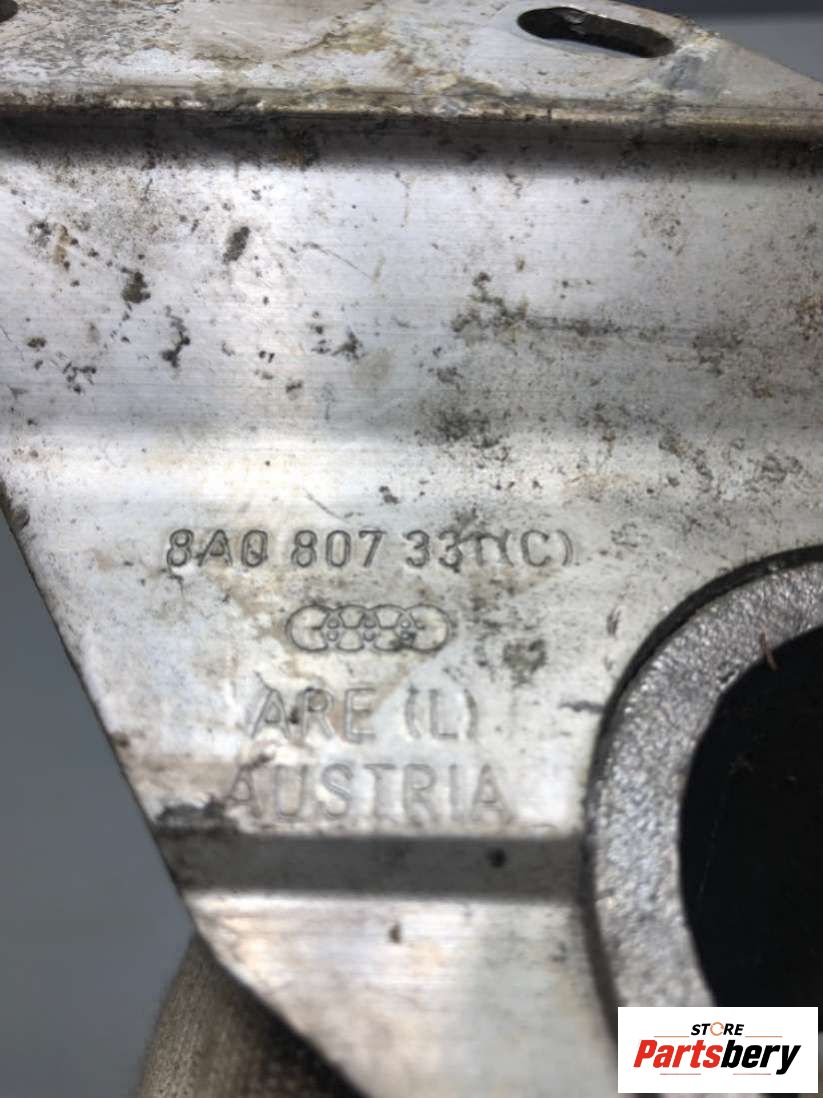 8A0 807 331 (C)
ARE (L)
AUSTRIA
STORE
Partsbery